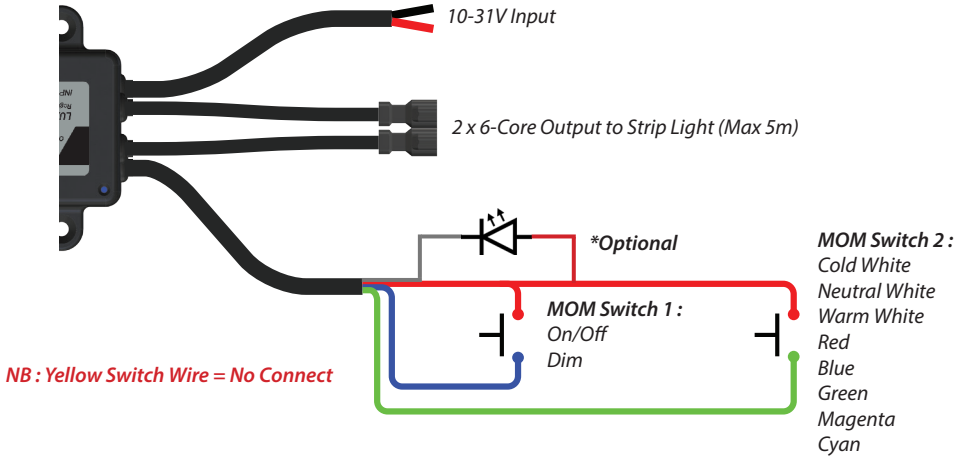 10-31V Input
2 x 6-Core Output to Strip Light (Max 5m)
*Optional
MOM Switch 1 :
On/Off
Dim
MOM Switch 2 :
Cold White
Neutral White
Warm White
Red
Blue
Green
Magenta
Cyan
NB : Yellow Switch Wire = No Connect